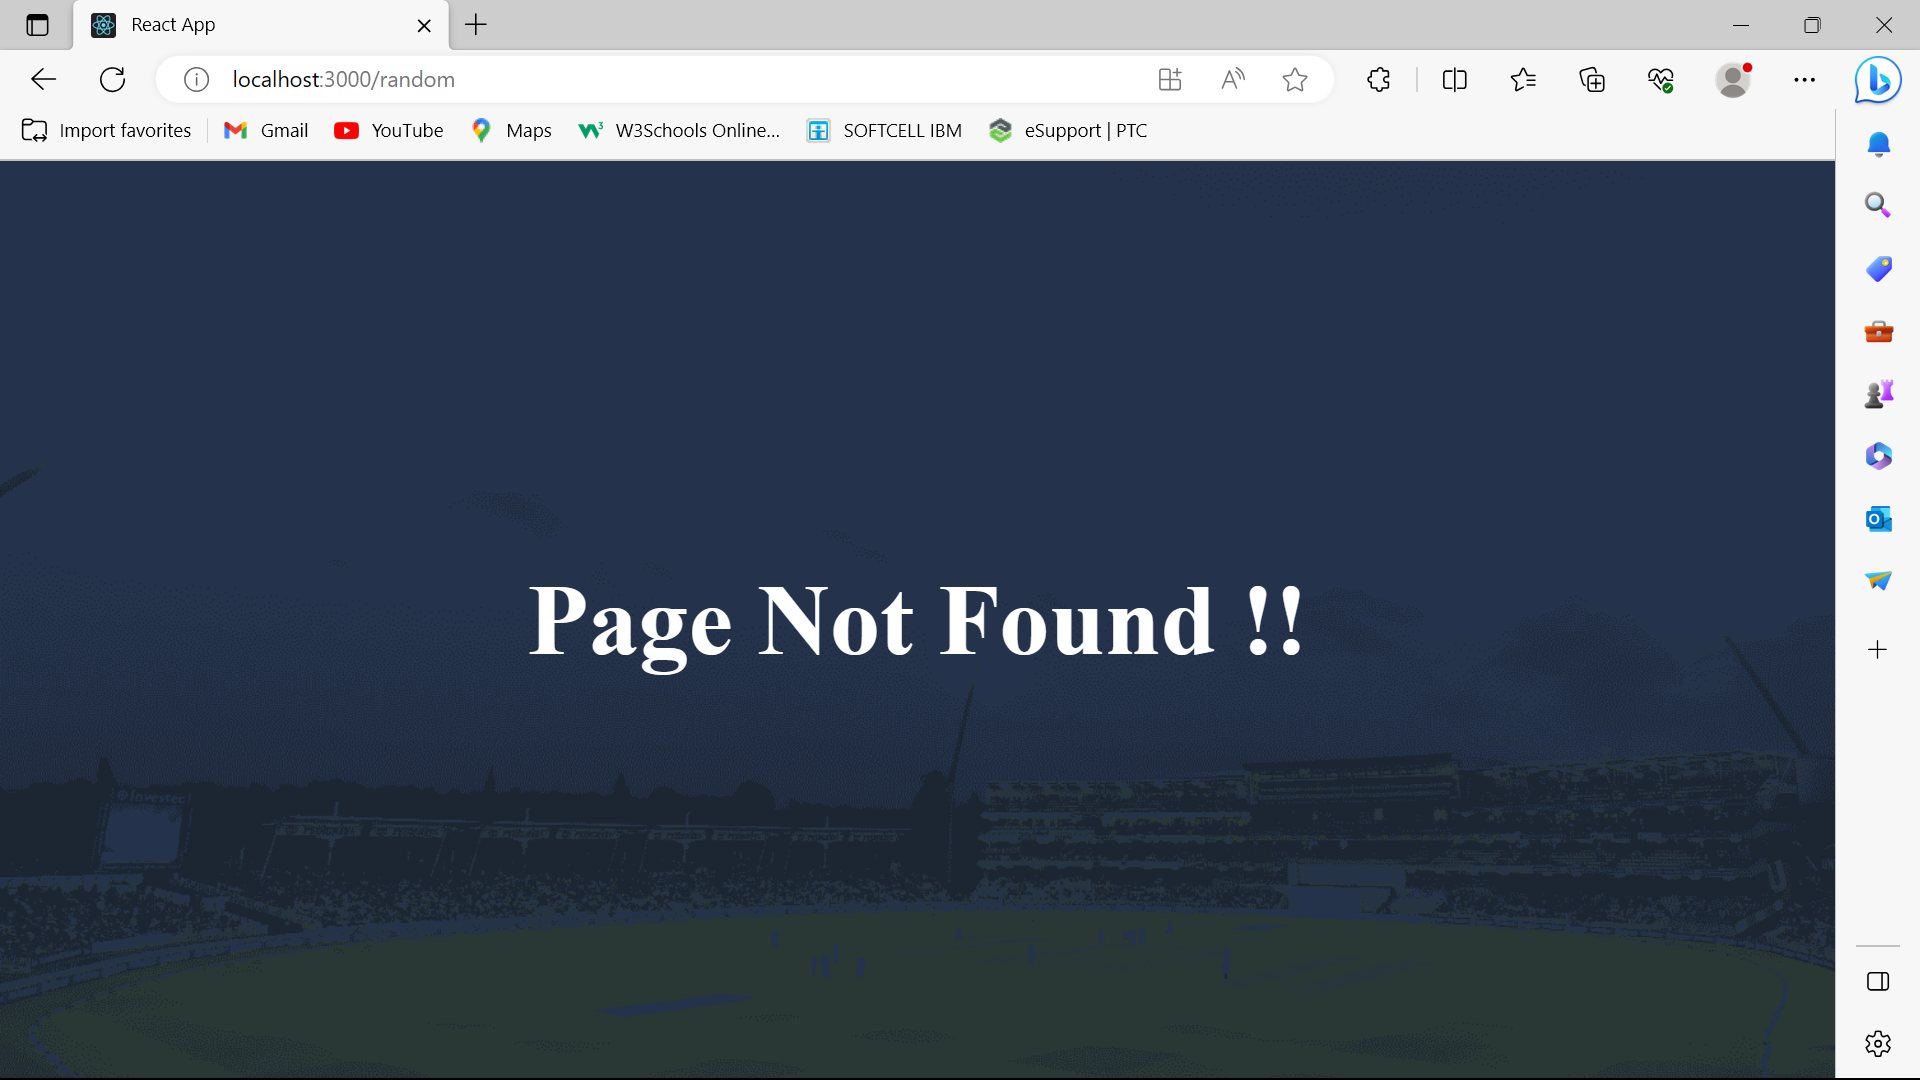 React App
localhost:3000/random
Import favorites
Gmail
YouTube
Maps
W3Schools Online...
SOFTCELL IBM
eSupport | PTC
Page Not Found !!
@Investec